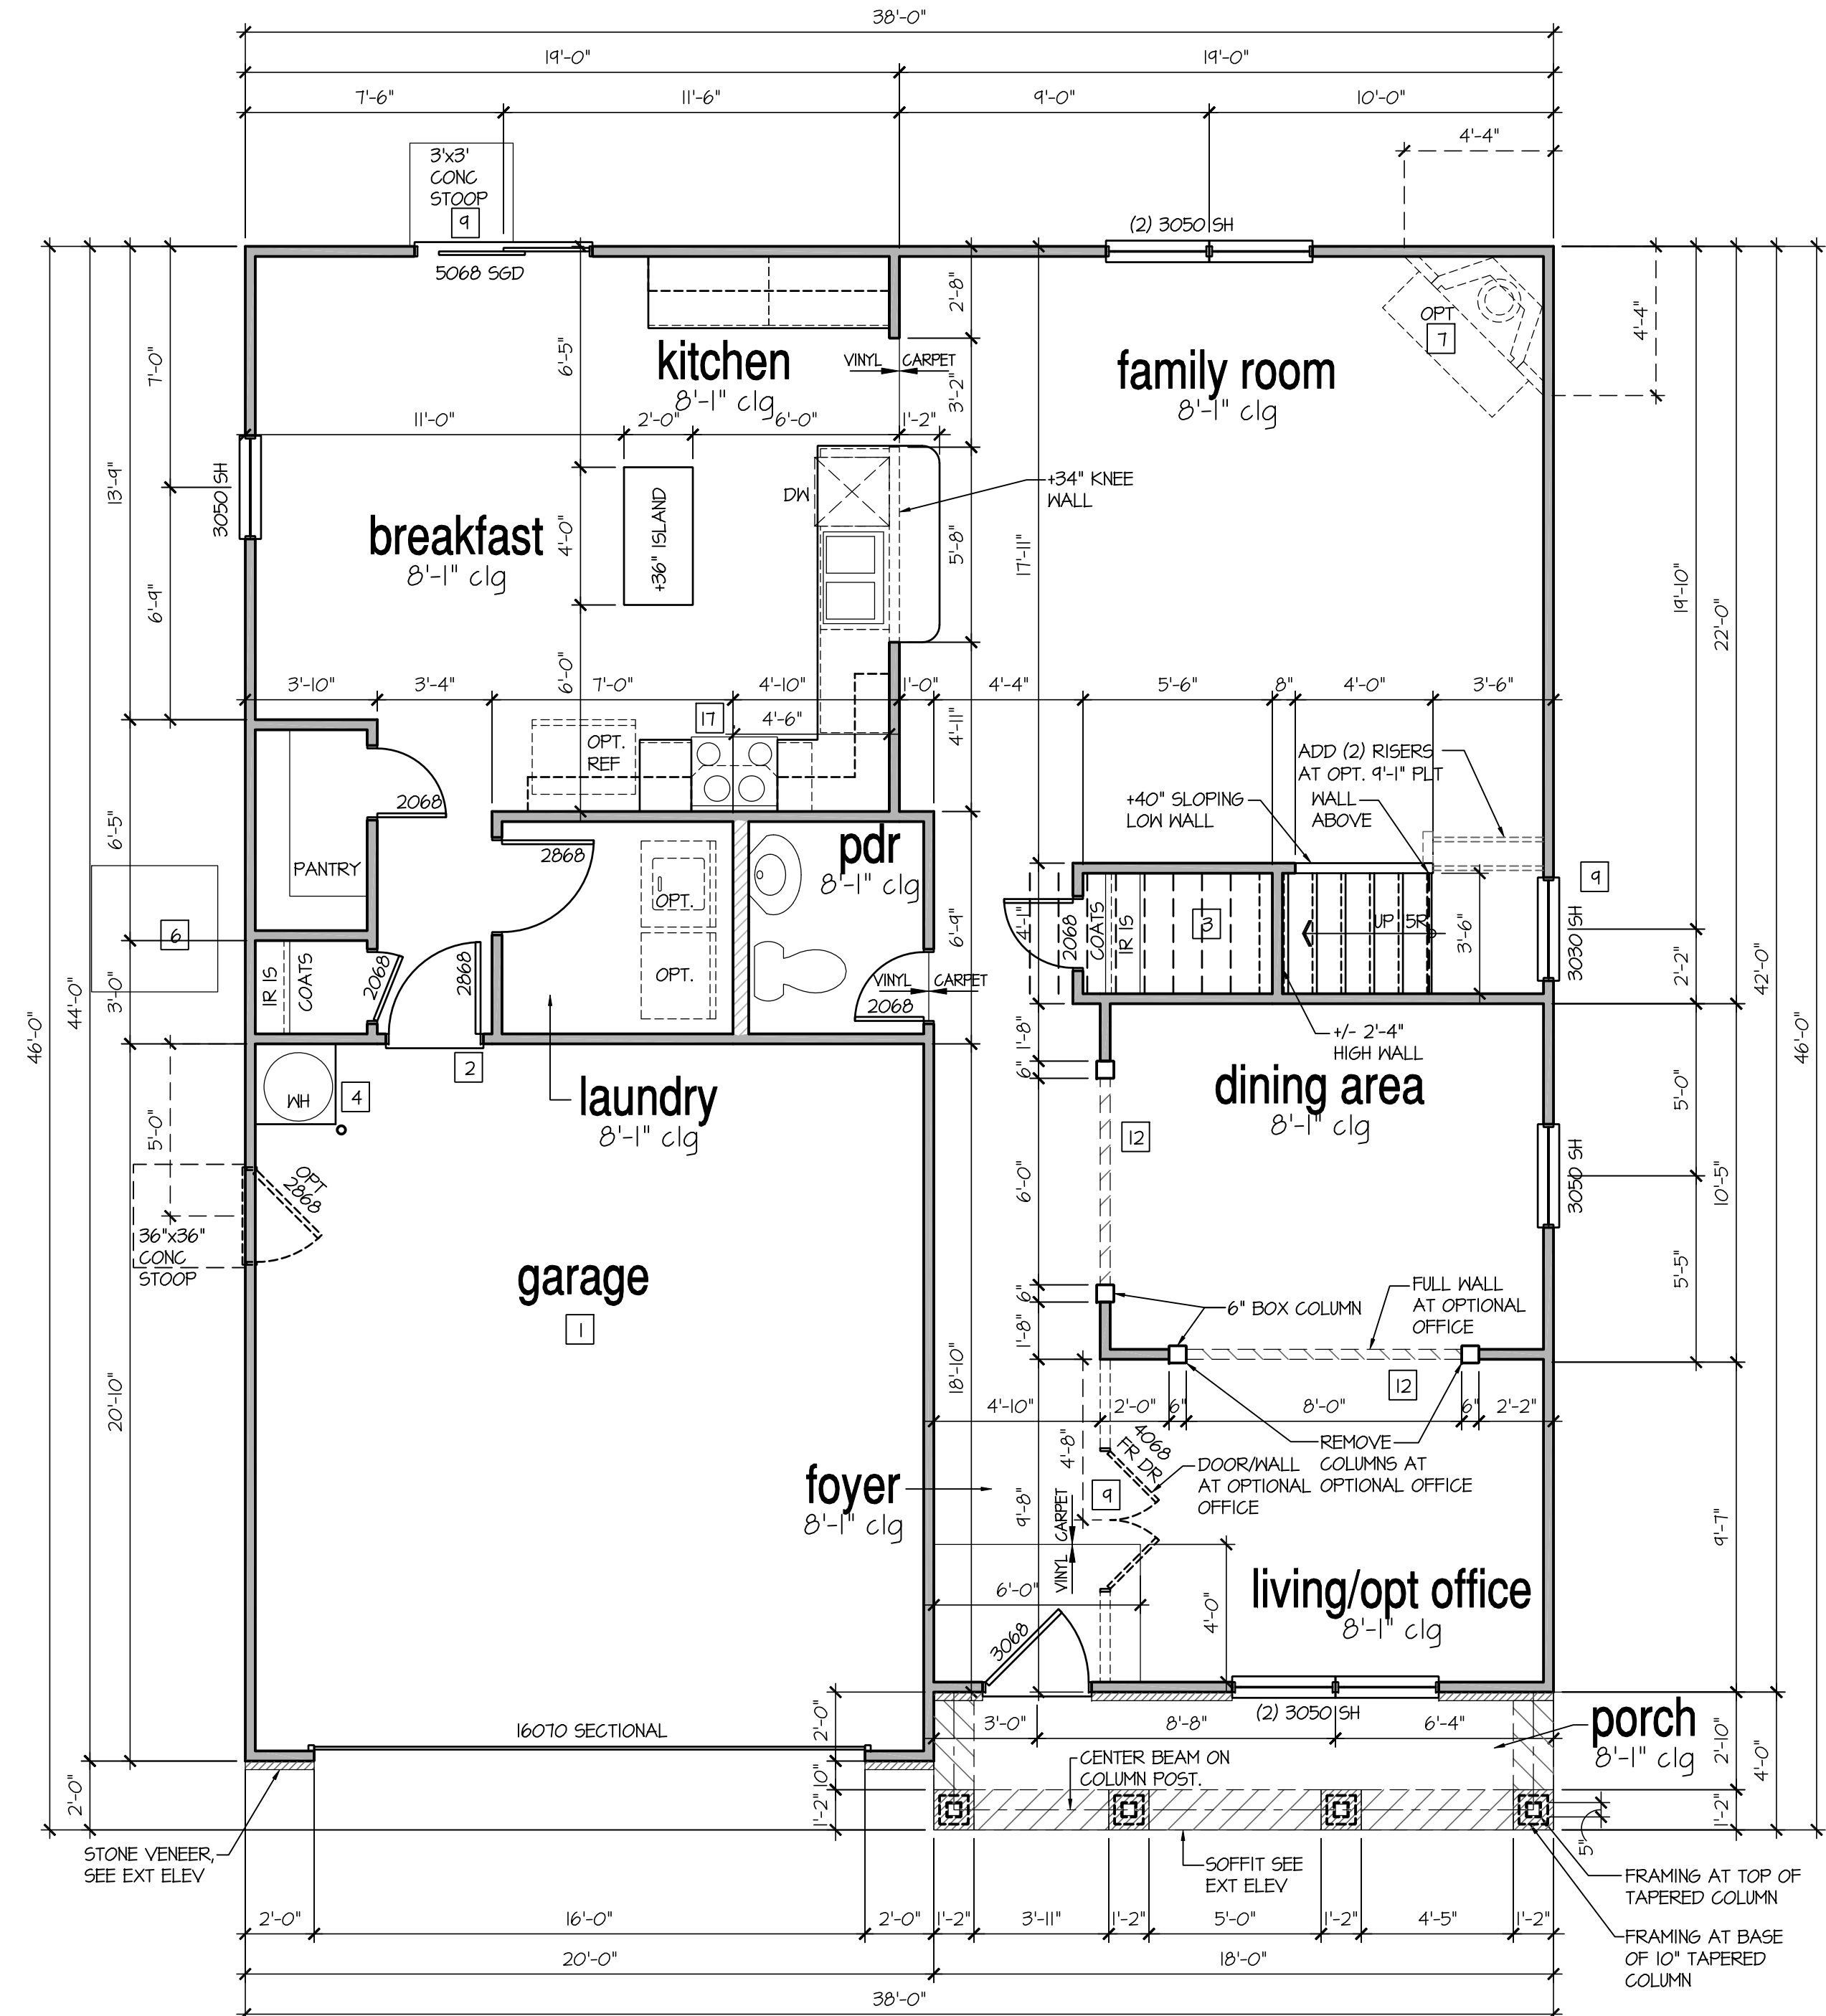 38'-0"
19'-0" 19'-0"
7'-6" 11'-6" 9'-0" 10'-0"
4'-4"
3'x3'
CONC
STOOP
9
5068 SGD
(2) 3050 SH
OPT
7
4'-4"
2'-8"
6'-5"
7'-0"
kitchen
8'-1" clg
VINYL CARPET
3'-2"
family room
8'-1" clg
11'-0" 2'-0" 6'-0" 1'-2"
13'-9"
3050 SH
DW
+34" KNEE
WALL
breakfast
8'-1" clg
4'-0"
+36" ISLAND
5'-8"
17'-11"
6'-9"
19'-10"
22'-0"
6'-0"
3'-10" 3'-4" 7'-0" 4'-10" 1'-0" 4'-4" 5'-6" 8" 4'-0" 3'-6"
17
4'-6"
4'-11"
OPT.
REF
ADD (2) RISERS
AT OPT. 9'-1" PLT
+40" SLOPING
LOW WALL
WALL
ABOVE
2068
6'-5"
PANTRY
2868
pdr
8'-1" clg
OPT.
OPT.
6
46'-0"
44'-0"
3'-0"
IR 1S
COATS
2068
2868
6'-9"
VINYL CARPET
2068
4'-1"
2068
COATS
IR 1S
3
UP 5R
3'-6"
9
3030 SH
2'-2"
42'-0"
46'-0"
+/- 2'-4"
HIGH WALL
1'-8"
6"
WH
4
2
laundry
8'-1" clg
dining area
8'-1" clg
12
5'-0"
5'-0"
OPT
2868
36"x36"
CONC
STOOP
6'-0"
3050 SH
10'-5"
5'-5"
garage
1
6"
1'-8"
6" BOX COLUMN
FULL WALL
AT OPTIONAL
OFFICE
12
20'-10"
18'-10"
4'-10" 2'-0" 6" 8'-0" 6" 2'-2"
4'-8"
4068
FR DR
REMOVE
COLUMNS AT
OPTIONAL OFFICE
DOOR/WALL
AT OPTIONAL
OFFICE
9
foyer
8'-1" clg
9'-8"
VINYL CARPET
9'-7"
6'-0"
4'-0"
living/opt office
8'-1" clg
3068
16070 SECTIONAL
2'-0"
3'-0" 8'-8" 6'-4"
(2) 3050 SH
porch
8'-1" clg
CENTER BEAM ON
COLUMN POST.
2'-10"
4'-0"
2'-0"
10"
1'-2"
1'-2"
5"
STONE VENEER,
SEE EXT ELEV
SOFFIT SEE
EXT ELEV
FRAMING AT TOP OF
TAPERED COLUMN
FRAMING AT BASE
OF 10" TAPERED
COLUMN
2'-0" 16'-0" 2'-0" 1'-2" 3'-11" 1'-2" 5'-0" 1'-2" 4'-5" 1'-2"
20'-0" 18'-0"
38'-0"